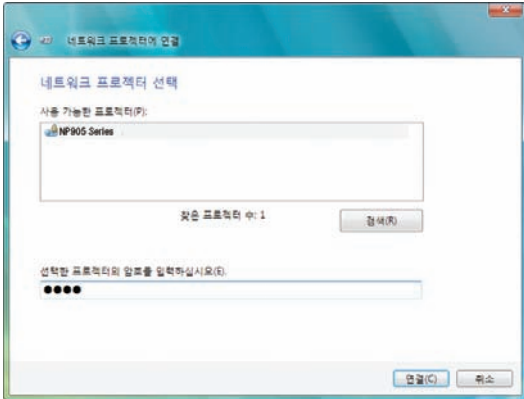 네트워크 프로젝터에 연결
네트워크 프로젝터 선택
사용 가능한 프로젝터(P):
NP905 Series
찾은 프로젝터 수: 1
검색(R)
선택한 프로젝터의 암호를 입력하십시오(E).
●●●●
연결(C)
취소